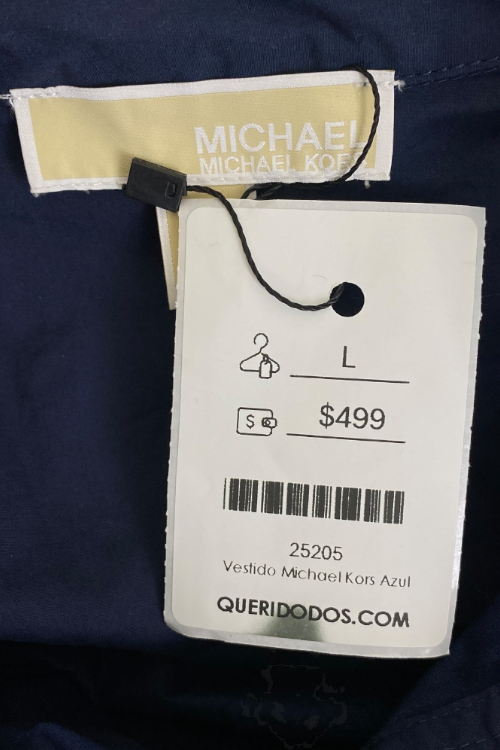 MICHAEL
MICHAEL KORS
L
$
$499
25205
Vestido Michael Kors Azul
QUERIDODOS.COM